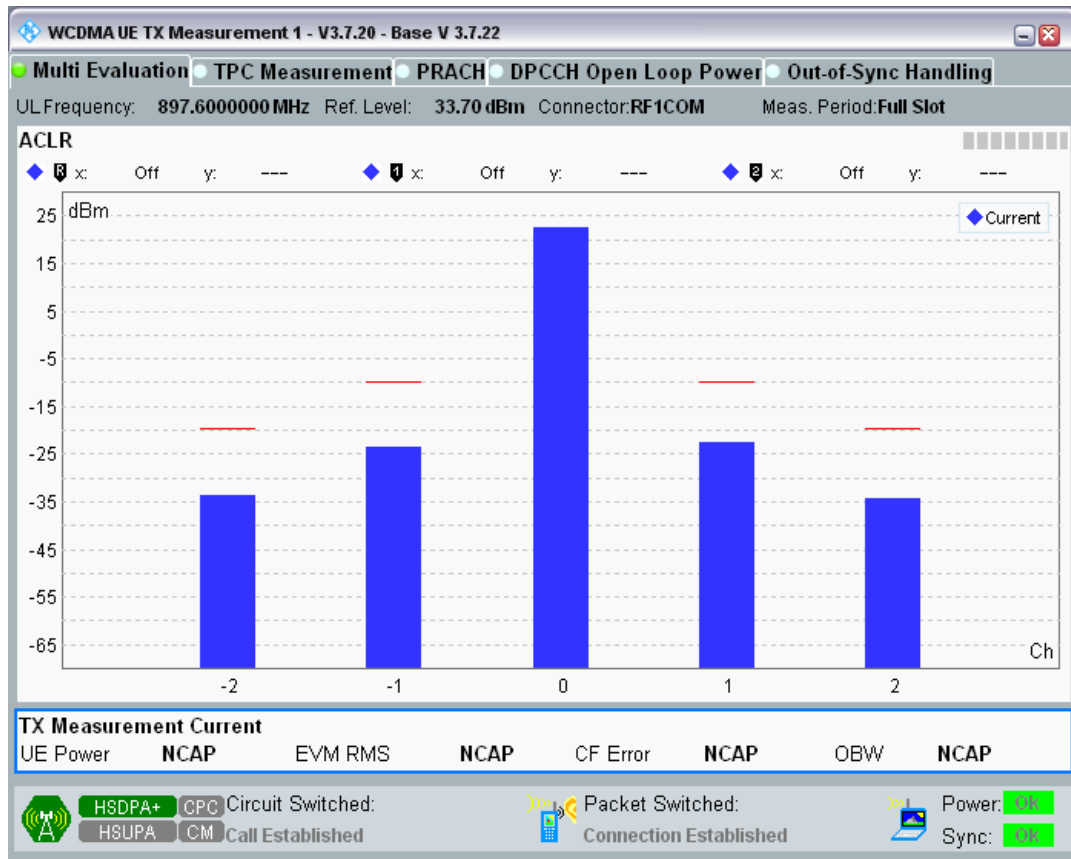 WCDMA UE TX Measurement 1 - V3.7.20 - Base V 3.7.22
Multi Evaluation TPC Measurement PRACH DPCCH Open Loop Power Out-of-Sync Handling
UL Frequency: 897.6000000 MHz Ref. Level: 33.70 dBm Connector:RF1COM Meas. Period:Full Slot
ACLR
R x: Off y: --- 1 x: Off y: --- 2 x: Off y: ---
25 dBm Current
15
5
-5
-15
-25
-35
-45
-55
-65 Ch
-2 -1 0 1 2
TX Measurement Current
UE Power NCAP EVM RMS NCAP CF Error NCAP OBW NCAP
HSDPA+ CPC Circuit Switched: Packet Switched: Power: Ok
HSUPA CM Call Established Connection Established Sync: Ok